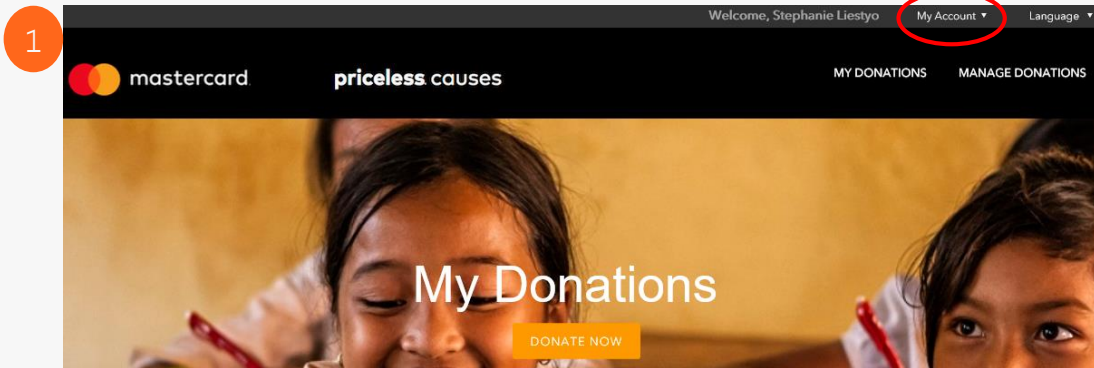 1
Welcome, Stephanie Liestyo My Account ▼ Language ▼
mastercard. priceless causes MY DONATIONS MANAGE DONATIONS
My Donations
DONATE NOW